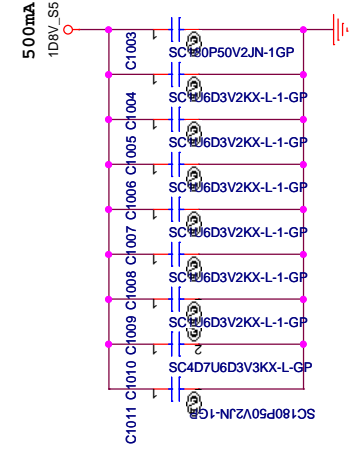 500mA
1D8V_S5
C1003
SC180P50V2JN-1GP
C1004
SC1U6D3V2KX-L-1-GP
C1005
SC1U6D3V2KX-L-1-GP
C1006
SC1U6D3V2KX-L-1-GP
C1007
SC1U6D3V2KX-L-1-GP
C1008
SC1U6D3V2KX-L-1-GP
C1009
SC1U6D3V2KX-L-1-GP
C1010
2
SC4D7U6D3V3KX-L-GP
C1011
SC180P50V2JN-1GP